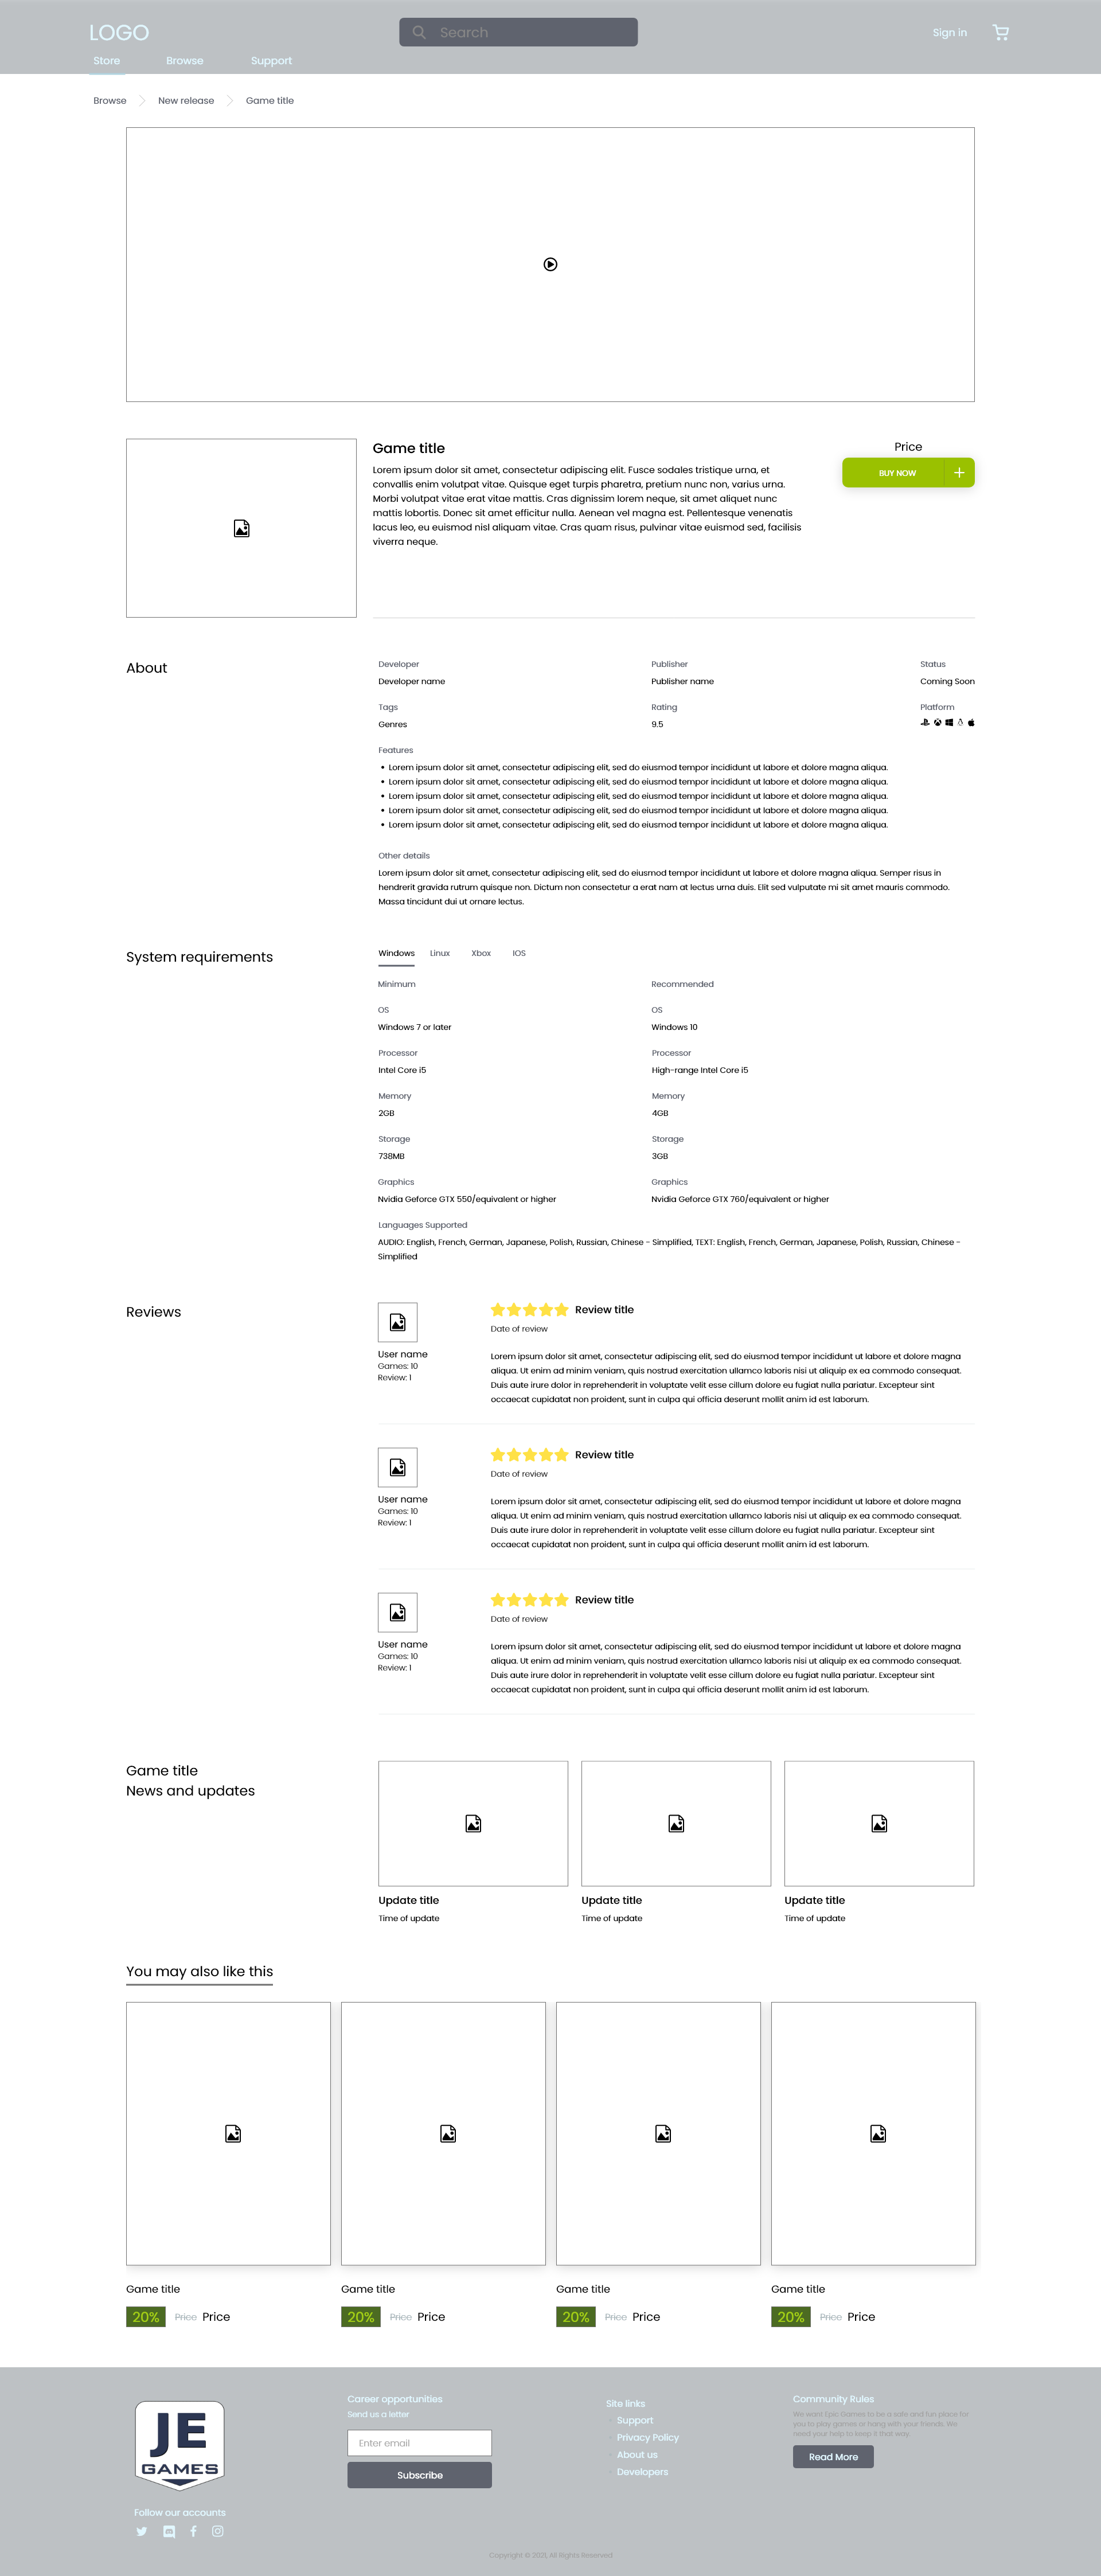 LOGO
Search
Sign in
Store Browse Support
Browse New release Game title
Game title
Lorem ipsum dolor sit amet, consectetur adipiscing elit. Fusce sodales tristique urna, et
convallis enim volutpat vitae. Quisque eget turpis pharetra, pretium nunc non, varius urna.
Morbi volutpat vitae erat vitae mattis. Cras dignissim lorem neque, sit amet aliquet nunc
mattis lobortis. Donec sit amet efficitur nulla. Aenean vel magna est. Pellentesque venenatis
lacus leo, eu euismod nisl aliquam vitae. Cras quam risus, pulvinar vitae euismod sed, facilisis
viverra neque.
Price
BUY NOW
About
Developer Publisher Status
Developer name Publisher name Coming Soon
Tags Rating Platform
Genres 9.5
Features
• Lorem ipsum dolor sit amet, consectetur adipiscing elit, sed do eiusmod tempor incididunt ut labore et dolore magna aliqua.
• Lorem ipsum dolor sit amet, consectetur adipiscing elit, sed do eiusmod tempor incididunt ut labore et dolore magna aliqua.
• Lorem ipsum dolor sit amet, consectetur adipiscing elit, sed do eiusmod tempor incididunt ut labore et dolore magna aliqua.
• Lorem ipsum dolor sit amet, consectetur adipiscing elit, sed do eiusmod tempor incididunt ut labore et dolore magna aliqua.
• Lorem ipsum dolor sit amet, consectetur adipiscing elit, sed do eiusmod tempor incididunt ut labore et dolore magna aliqua.
Other details
Lorem ipsum dolor sit amet, consectetur adipiscing elit, sed do eiusmod tempor incididunt ut labore et dolore magna aliqua. Semper risus in
hendrerit gravida rutrum quisque non. Dictum non consectetur a erat nam at lectus urna duis. Elit sed vulputate mi sit amet mauris commodo.
Massa tincidunt dui ut ornare lectus.
System requirements
Windows Linux Xbox IOS
Minimum Recommended
OS OS
Windows 7 or later Windows 10
Processor Processor
Intel Core i5 High-range Intel Core i5
Memory Memory
2GB 4GB
Storage Storage
738MB 3GB
Graphics Graphics
Nvidia Geforce GTX 550/equivalent or higher Nvidia Geforce GTX 760/equivalent or higher
Languages Supported
AUDIO: English, French, German, Japanese, Polish, Russian, Chinese - Simplified, TEXT: English, French, German, Japanese, Polish, Russian, Chinese -
Simplified
Reviews
User name
Games: 10
Review: 1
Review title
Date of review
Lorem ipsum dolor sit amet, consectetur adipiscing elit, sed do eiusmod tempor incididunt ut labore et dolore magna
aliqua. Ut enim ad minim veniam, quis nostrud exercitation ullamco laboris nisi ut aliquip ex ea commodo consequat.
Duis aute irure dolor in reprehenderit in voluptate velit esse cillum dolore eu fugiat nulla pariatur. Excepteur sint
occaecat cupidatat non proident, sunt in culpa qui officia deserunt mollit anim id est laborum.
User name
Games: 10
Review: 1
Review title
Date of review
Lorem ipsum dolor sit amet, consectetur adipiscing elit, sed do eiusmod tempor incididunt ut labore et dolore magna
aliqua. Ut enim ad minim veniam, quis nostrud exercitation ullamco laboris nisi ut aliquip ex ea commodo consequat.
Duis aute irure dolor in reprehenderit in voluptate velit esse cillum dolore eu fugiat nulla pariatur. Excepteur sint
occaecat cupidatat non proident, sunt in culpa qui officia deserunt mollit anim id est laborum.
User name
Games: 10
Review: 1
Review title
Date of review
Lorem ipsum dolor sit amet, consectetur adipiscing elit, sed do eiusmod tempor incididunt ut labore et dolore magna
aliqua. Ut enim ad minim veniam, quis nostrud exercitation ullamco laboris nisi ut aliquip ex ea commodo consequat.
Duis aute irure dolor in reprehenderit in voluptate velit esse cillum dolore eu fugiat nulla pariatur. Excepteur sint
occaecat cupidatat non proident, sunt in culpa qui officia deserunt mollit anim id est laborum.
Game title
News and updates
Update title Update title Update title
Time of update Time of update Time of update
You may also like this
Game title Game title Game title Game title
20% Price Price 20% Price Price 20% Price Price 20% Price Price
JE
GAMES
Follow our accounts
Career opportunities
Send us a letter
Enter email
Subscribe
Site links
Support
Privacy Policy
About us
Developers
Community Rules
We want Epic Games to be a safe and fun place for
you to play games or hang with your friends. We
need your help to keep it that way.
Read More
Copyright © 2021, All Rights Reserved